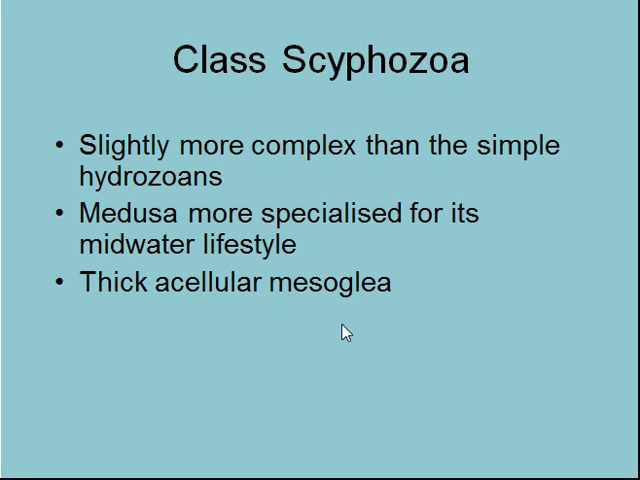 Class Scyphozoa
• Slightly more complex than the simple
hydrozoans
• Medusa more specialised for its
midwater lifestyle
• Thick acellular mesoglea